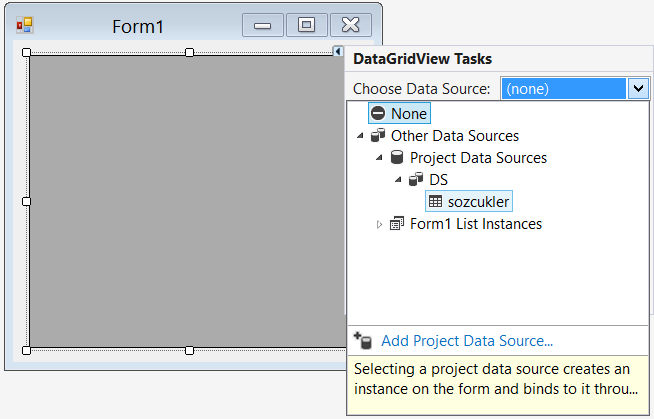 Form1
DataGridView Tasks
Choose Data Source: (none)
None
Other Data Sources
Project Data Sources
DS
sozcukler
Form1 List Instances
Add Project Data Source...
Selecting a project data source creates an
instance on the form and binds to it throu...